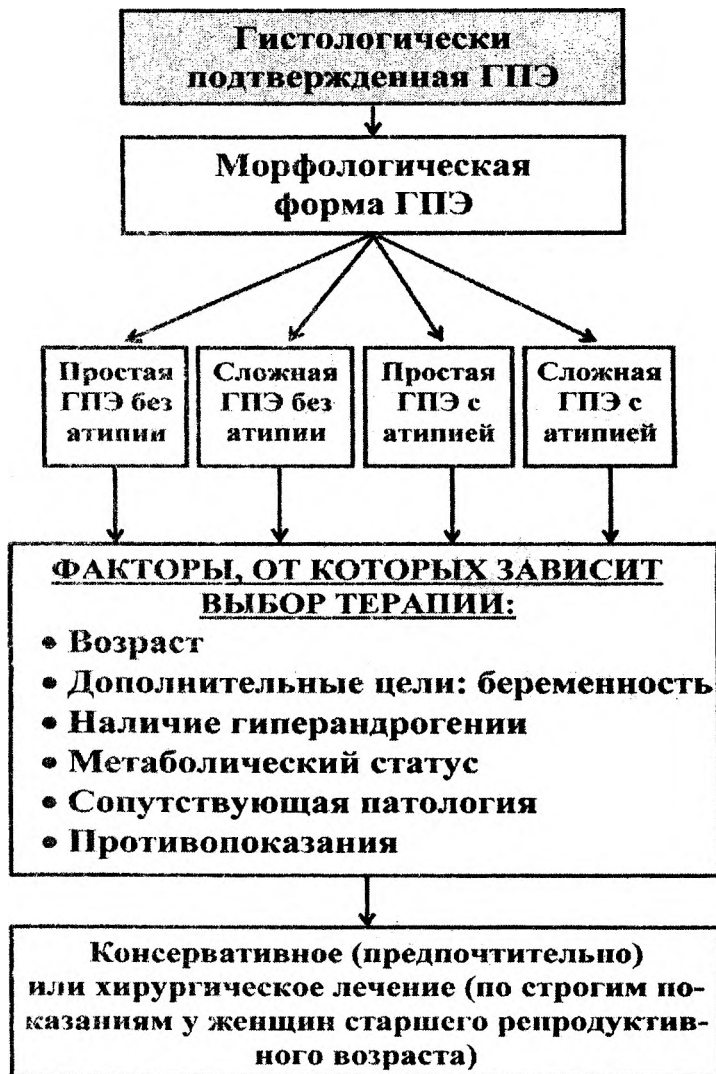 Гистологически
подтвержденная ГПЭ
Морфологическая
форма ГПЭ
Простая
ГПЭ без
атипии
Сложная
ГПЭ без
атипии
Простая
ГПЭ с
атипией
Сложная
ГПЭ с
атипией
ФАКТОРЫ, ОТ КОТОРЫХ ЗАВИСИТ
ВЫБОР ТЕРАПИИ:
• Возраст
• Дополнительные цели: беременность
• Наличие гиперандрогении
• Метаболический статус
• Сопутствующая патология
• Противопоказания
Консервативное (предпочтительно)
или хирургическое лечение (по строгим по-
казаниям у женщин старшего репродуктив-
ного возраста)